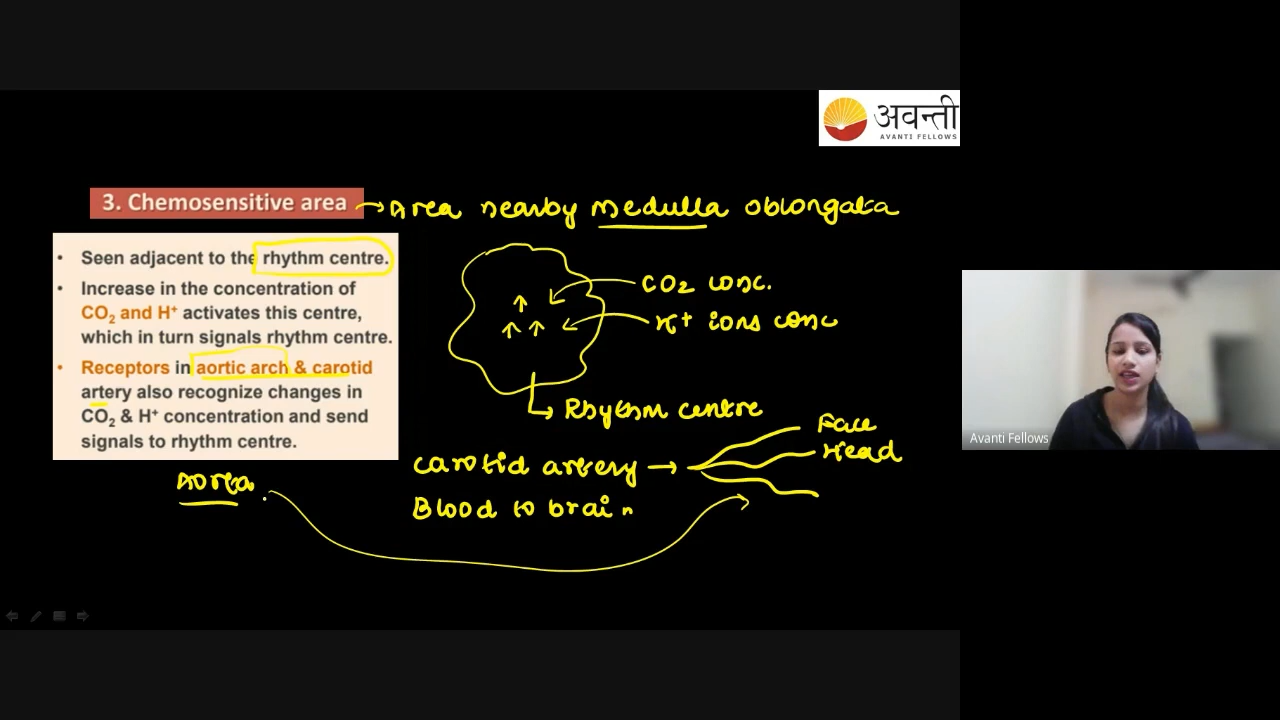 अवन्ती
AVANTI FELLOWS
3. Chemosensitive area
Area nearby medulla oblongata
• Seen adjacent to the rhythm centre.
• Increase in the concentration of
CO₂ and H⁺ activates this centre,
which in turn signals rhythm centre.
• Receptors in aortic arch & carotid
artery also recognize changes in
CO₂ & H⁺ concentration and send
signals to rhythm centre.
CO2 conc.
H+ ions conc
Rhythm centre
Carotid artery
Face
Head
Blood to brain
Aorta
Avanti Fellows